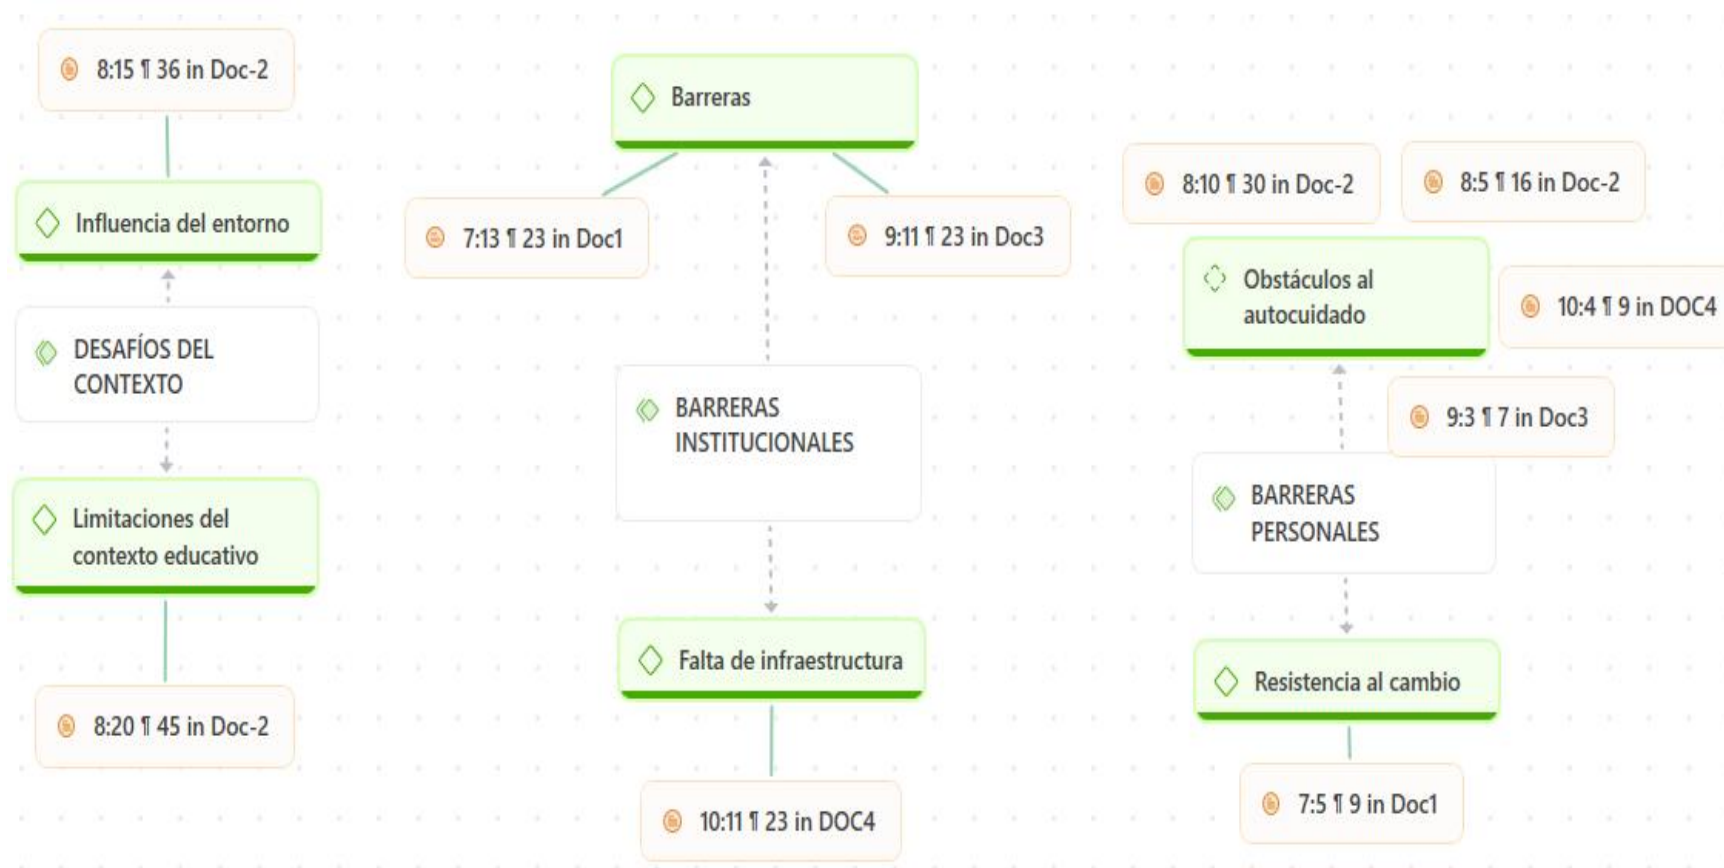 8:15 ¶ 36 in Doc-2
Influencia del entorno
DESAFÍOS DEL
CONTEXTO
Limitaciones del
contexto educativo
8:20 ¶ 45 in Doc-2
Barreras
7:13 ¶ 23 in Doc1
9:11 ¶ 23 in Doc3
BARRERAS
INSTITUCIONALES
Falta de infraestructura
10:11 ¶ 23 in DOC4
8:10 ¶ 30 in Doc-2
8:5 ¶ 16 in Doc-2
Obstáculos al
autocuidado
10:4 ¶ 9 in DOC4
9:3 ¶ 7 in Doc3
BARRERAS
PERSONALES
Resistencia al cambio
7:5 ¶ 9 in Doc1